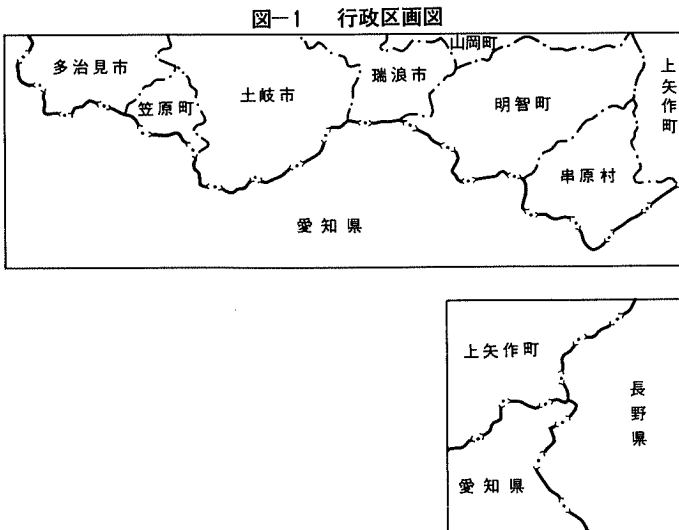 図―1 行政区画図
多治見市
笠原町
土岐市
瑞浪市
山岡町
明智町
上矢作町
串原村
愛知県
上矢作町
長野県
愛知県